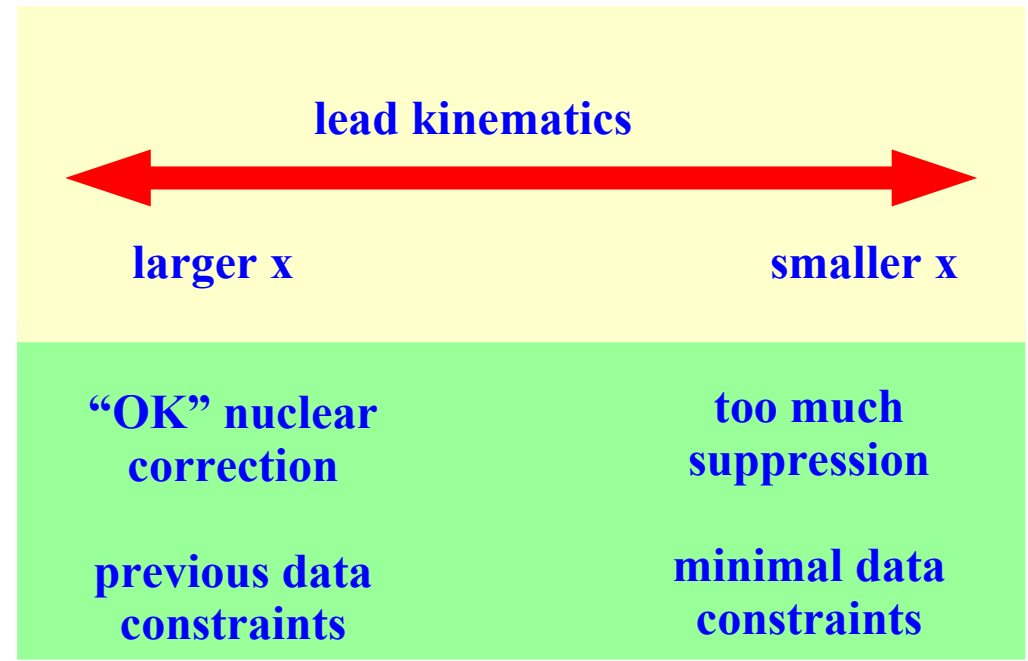 lead kinematics
larger x
smaller x
“OK” nuclear
correction
too much
suppression
previous data
constraints
minimal data
constraints